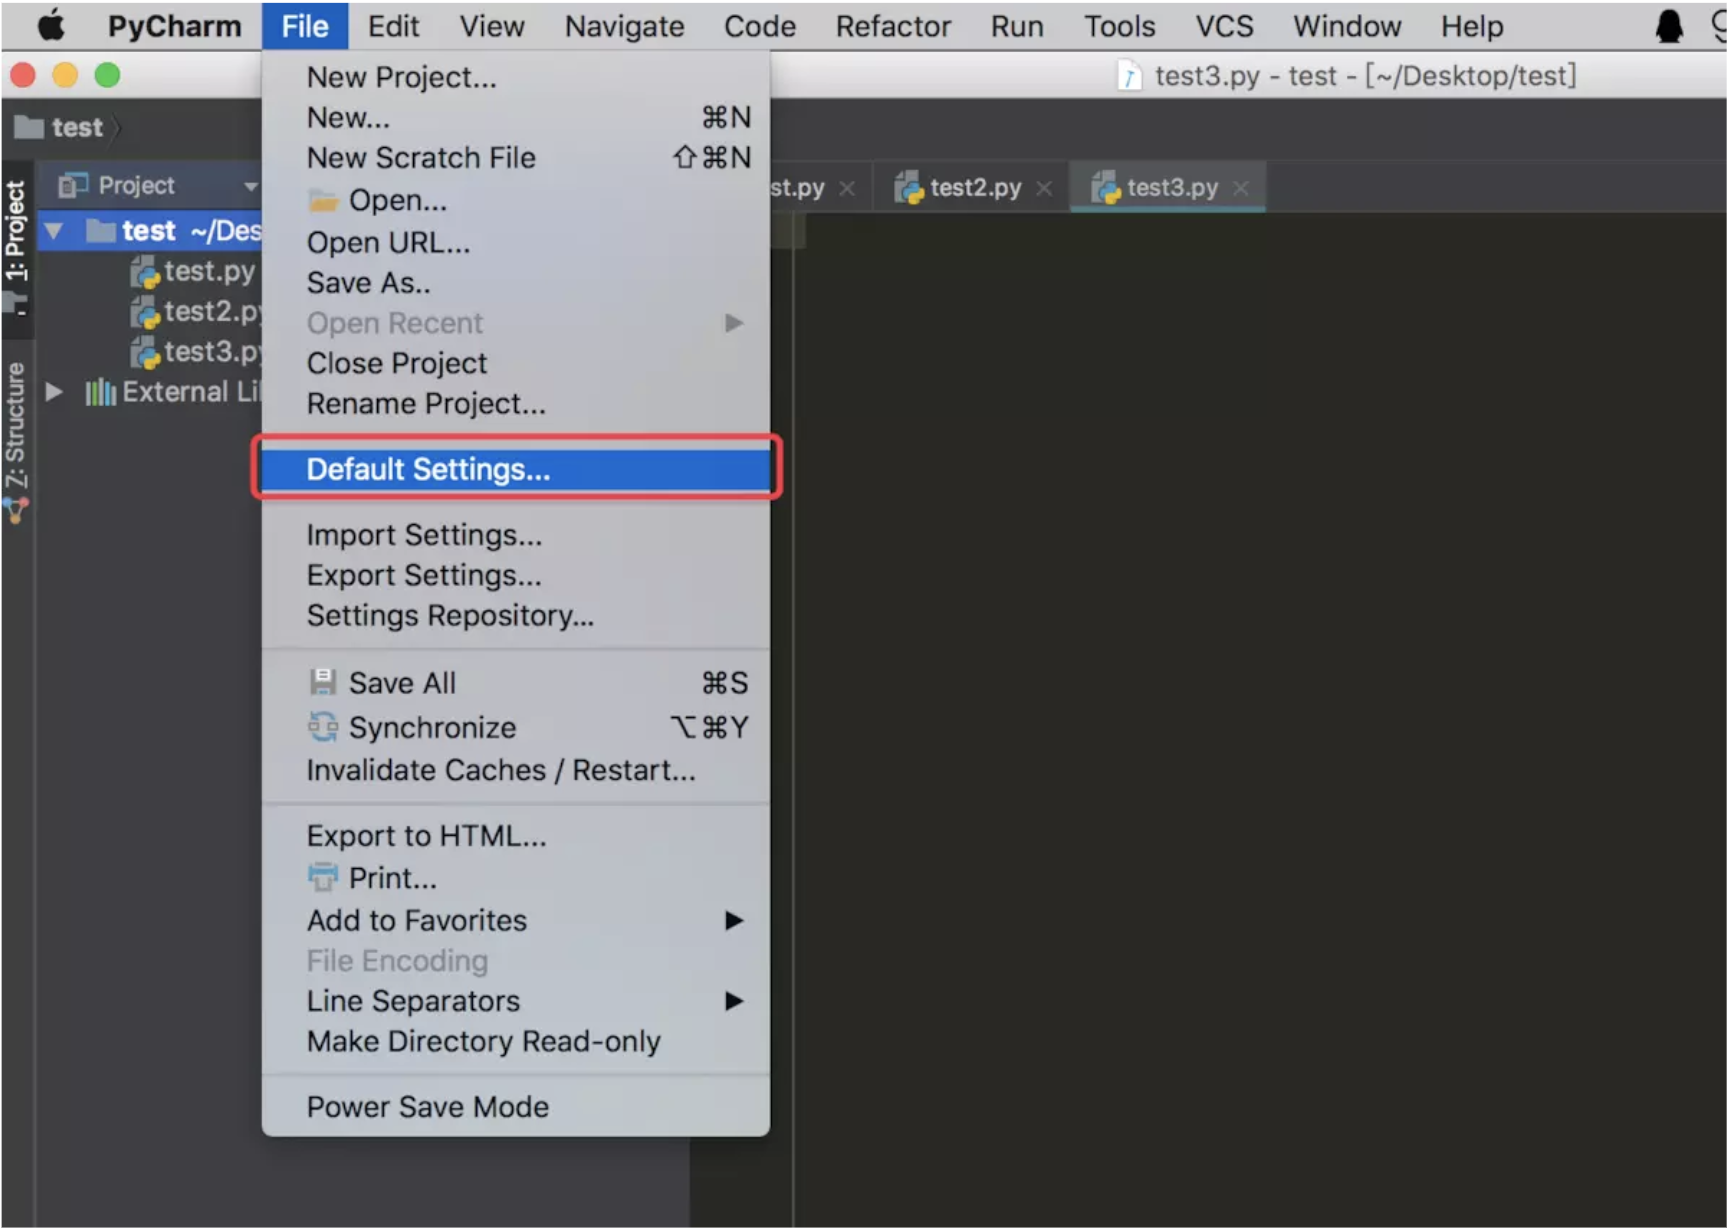 PyCharm File Edit View Navigate Code Refactor Run Tools VCS Window Help
test3.py - test - [~/Desktop/test]
test
Project
st.py
test2.py
test3.py
1: Project
Z: Structure
test ~/Des
test.py
test2.py
test3.py
External Li
New Project...
New... ⌘N
New Scratch File ⇧⌘N
Open...
Open URL...
Save As..
Open Recent
Close Project
Rename Project...
Default Settings...
Import Settings...
Export Settings...
Settings Repository...
Save All ⌘S
Synchronize ⌥⌘Y
Invalidate Caches / Restart...
Export to HTML...
Print...
Add to Favorites
File Encoding
Line Separators
Make Directory Read-only
Power Save Mode